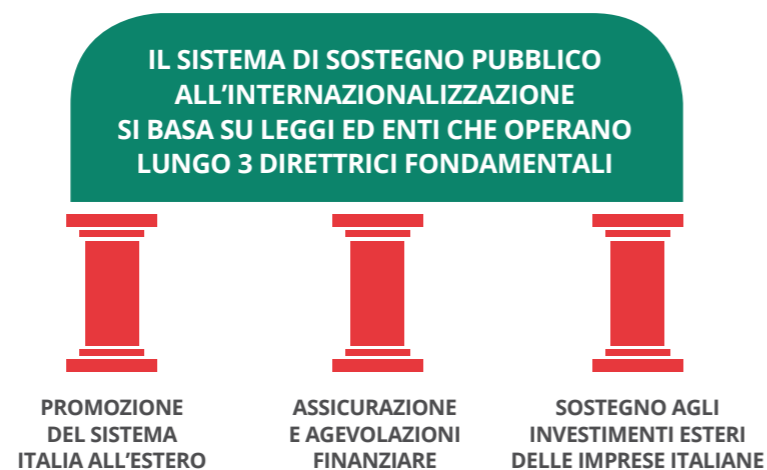 IL SISTEMA DI SOSTEGNO PUBBLICO
ALL'INTERNAZIONALIZZAZIONE
SI BASA SU LEGGI ED ENTI CHE OPERANO
LUNGO 3 DIRETTRICI FONDAMENTALI
PROMOZIONE
DEL SISTEMA
ITALIA ALL'ESTERO
ASSICURAZIONE
E AGEVOLAZIONI
FINANZIARE
SOSTEGNO AGLI
INVESTIMENTI ESTERI
DELLE IMPRESE ITALIANE